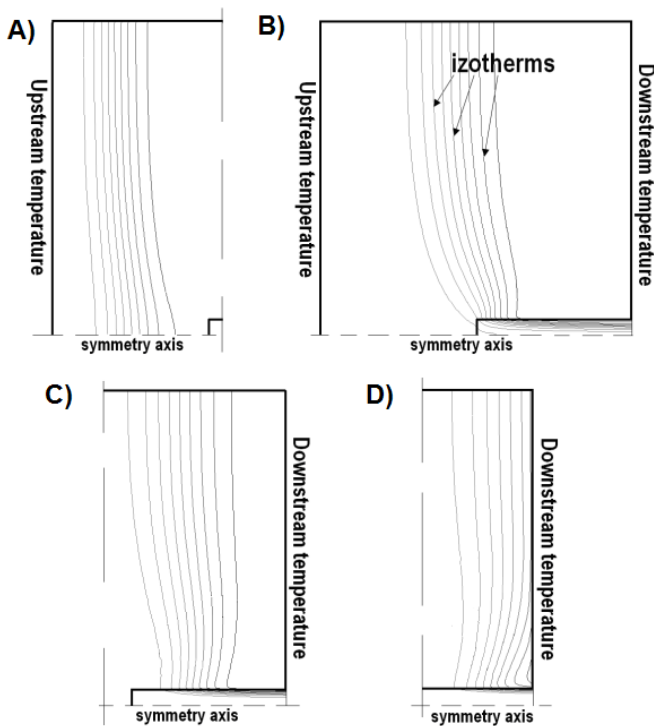 A)
Upstream temperature
symmetry axis
B)
izotherms
Upstream temperature
Downstream temperature
symmetry axis
C)
Downstream temperature
symmetry axis
D)
Downstream temperature
symmetry axis